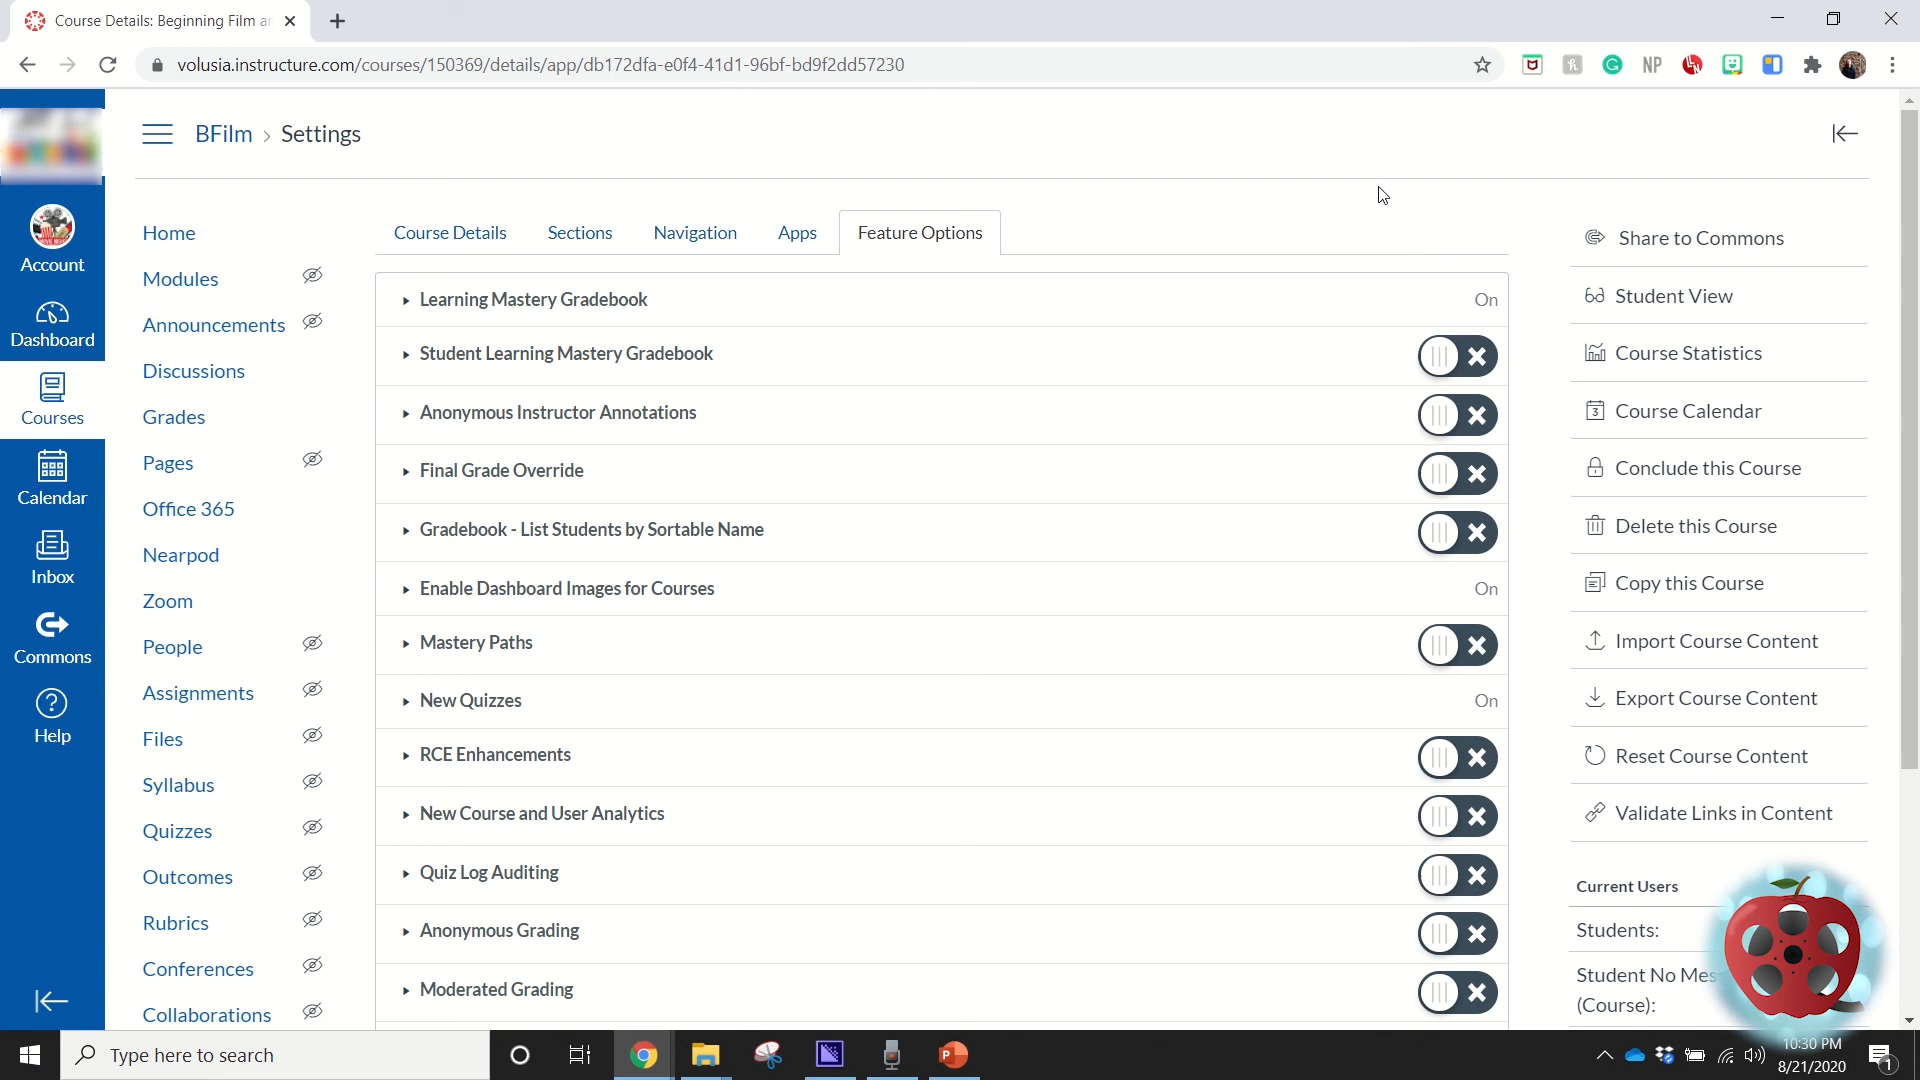 Course Details: Beginning Film an
volusia.instructure.com/courses/150369/details/app/db172dfa-e0f4-41d1-96bf-bd9f2dd57230
NP
BFilm > Settings
Account
Dashboard
Courses
Calendar
Inbox
Commons
Help
Home
Modules
Announcements
Discussions
Grades
Pages
Office 365
Nearpod
Zoom
People
Assignments
Files
Syllabus
Quizzes
Outcomes
Rubrics
Conferences
Collaborations
Course Details Sections Navigation Apps Feature Options
Learning Mastery Gradebook On
Student Learning Mastery Gradebook
Anonymous Instructor Annotations
Final Grade Override
Gradebook - List Students by Sortable Name
Enable Dashboard Images for Courses On
Mastery Paths
New Quizzes On
RCE Enhancements
New Course and User Analytics
Quiz Log Auditing
Anonymous Grading
Moderated Grading
Share to Commons
Student View
Course Statistics
3 Course Calendar
Conclude this Course
Delete this Course
Copy this Course
Import Course Content
Export Course Content
Reset Course Content
Validate Links in Content
Current Users
Students:
Student No Mes
(Course):
Type here to search
10:30 PM
8/21/2020
1